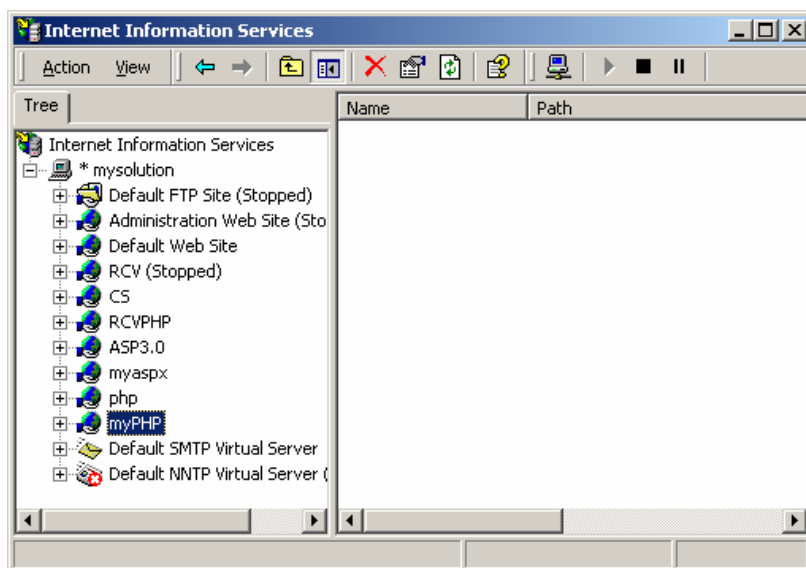 Internet Information Services
Action View
Tree
Name Path
Internet Information Services
* mysolution
Default FTP Site (Stopped)
Administration Web Site (Sto
Default Web Site
RCV (Stopped)
CS
RCVPHP
ASP3.0
myaspx
php
myPHP
Default SMTP Virtual Server
Default NNTP Virtual Server (